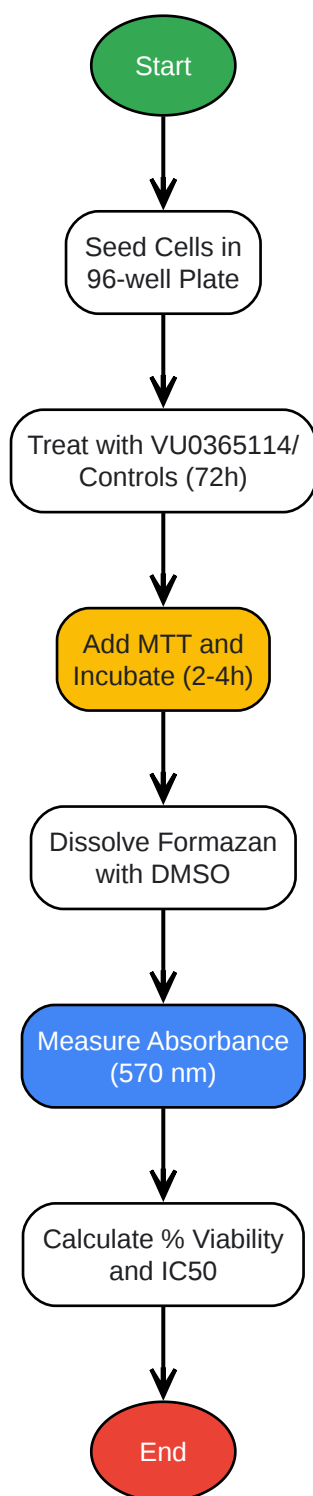 Start
Seed Cells in
96-well Plate
Treat with VU0365114/
Controls (72h)
Add MTT and
Incubate (2-4h)
Dissolve Formazan
with DMSO
Measure Absorbance
(570 nm)
Calculate % Viability
and IC50
End